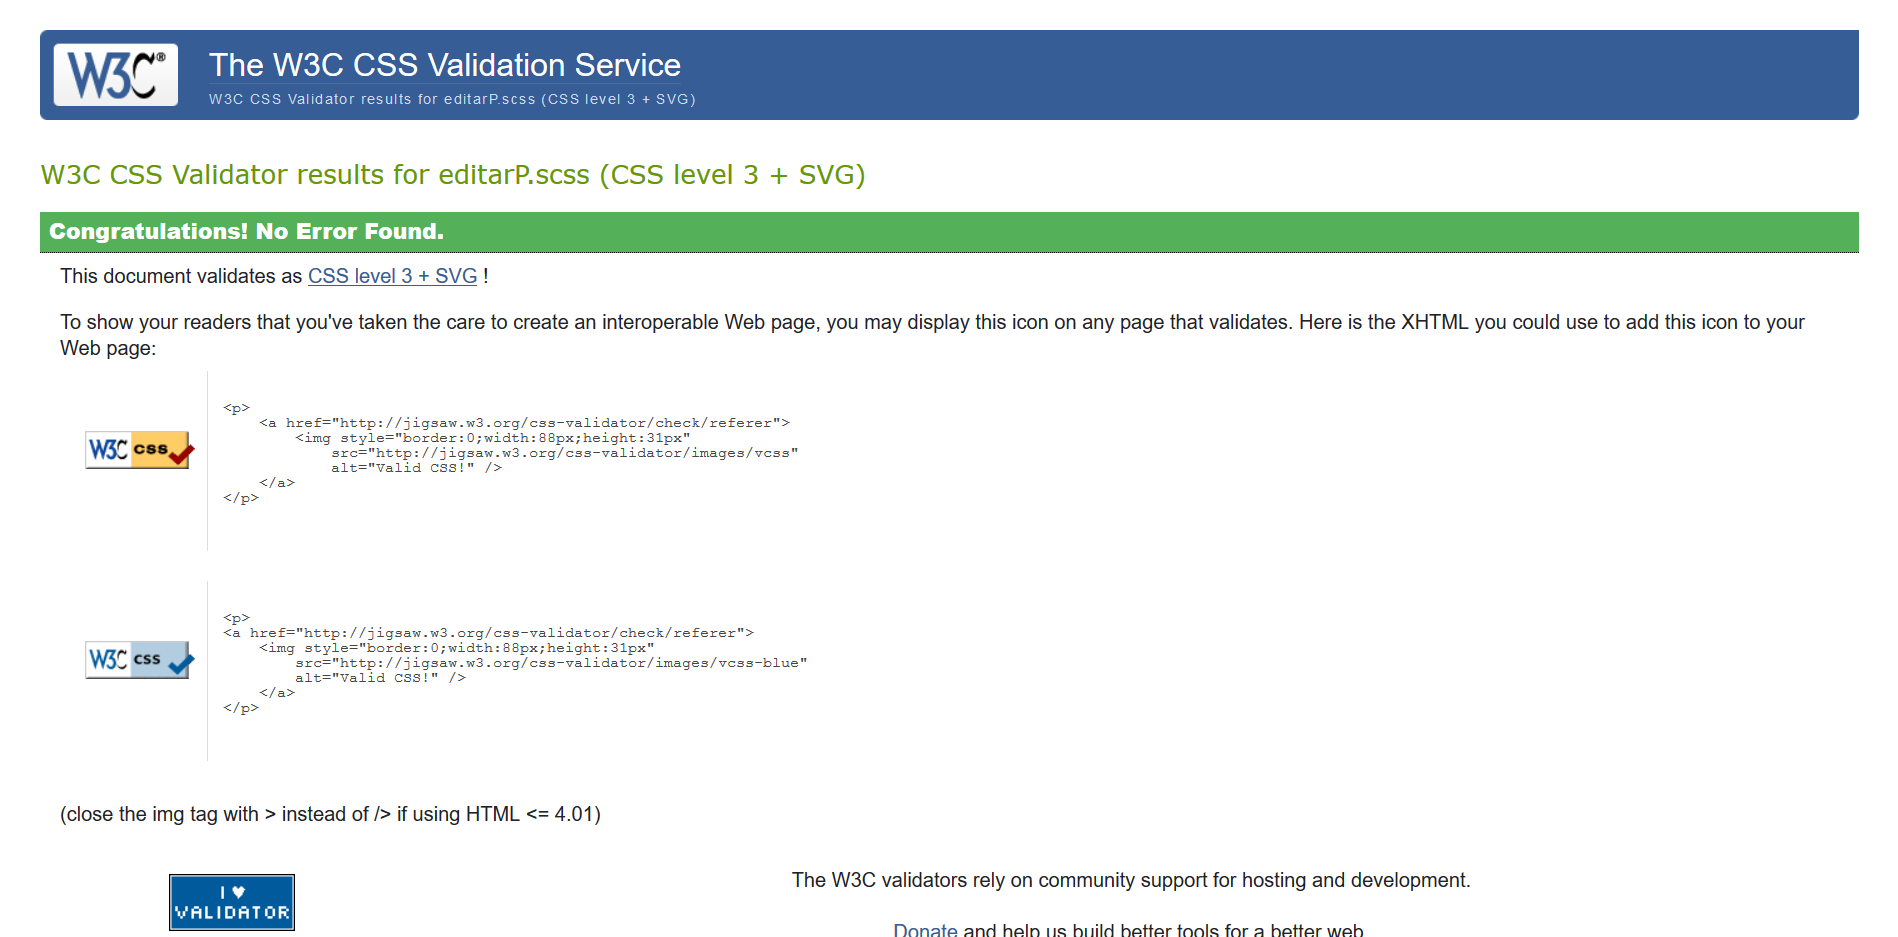 W3C®
The W3C CSS Validation Service
W3C CSS Validator results for editarP.scss (CSS level 3 + SVG)
W3C CSS Validator results for editarP.scss (CSS level 3 + SVG)
Congratulations! No Error Found.
This document validates as CSS level 3 + SVG !
To show your readers that you've taken the care to create an interoperable Web page, you may display this icon on any page that validates. Here is the XHTML you could use to add this icon to your
Web page:
W3C css
<p>
<a href="http://jigsaw.w3.org/css-validator/check/referer">
<img style="border:0;width:88px;height:31px"
src="http://jigsaw.w3.org/css-validator/images/vcss"
alt="Valid CSS!" />
</a>
</p>
W3C css
<p>
<a href="http://jigsaw.w3.org/css-validator/check/referer">
<img style="border:0;width:88px;height:31px"
src="http://jigsaw.w3.org/css-validator/images/vcss-blue"
alt="Valid CSS!" />
</a>
</p>
(close the img tag with > instead of /> if using HTML <= 4.01)
I ♥
VALIDATOR
The W3C validators rely on community support for hosting and development.
Donate and help us build better tools for a better web